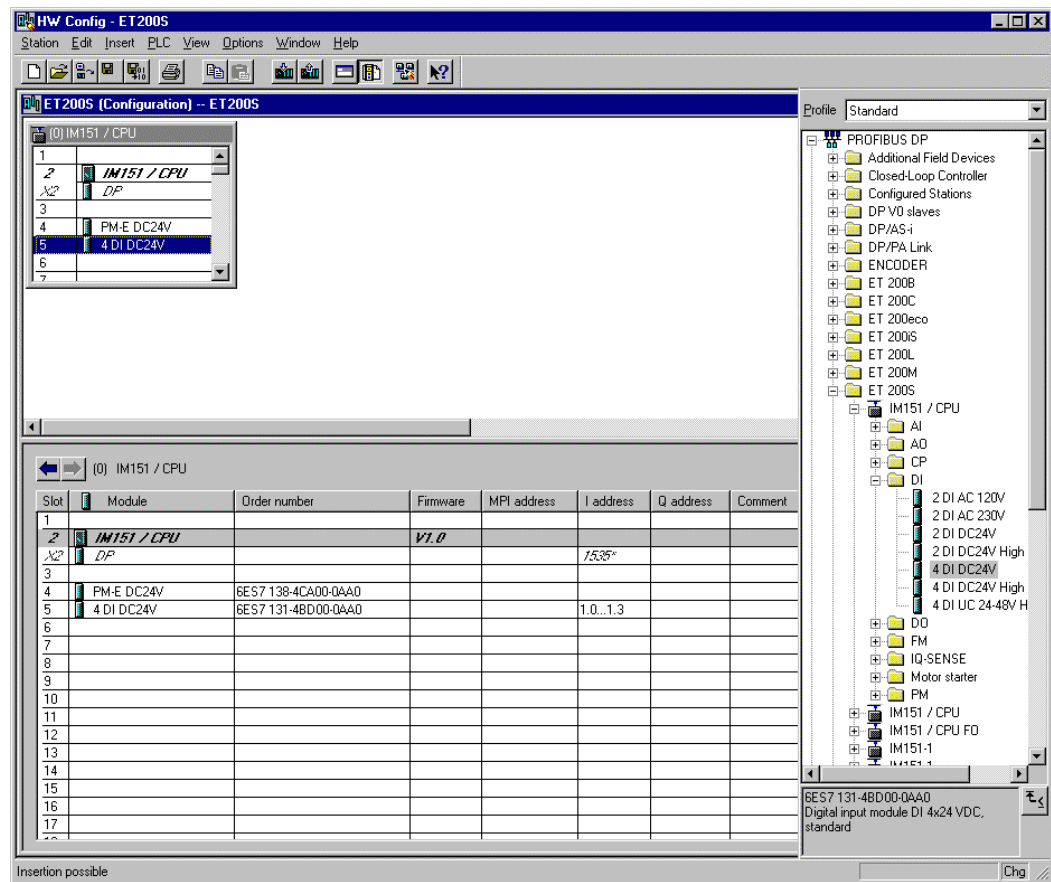 HW Config - ET200S
Station Edit Insert PLC View Options Window Help
ET200S (Configuration) -- ET200S
(0) IM151 / CPU
1
2 IM151 / CPU
X2 DP
3
4 PM-E DC24V
5 4 DI DC24V
6
7
(0) IM151 / CPU
Slot Module Order number Firmware MPI address I address Q address Comment
1
2 IM151 / CPU V1.0
X2 DP 1535*
3
4 PM-E DC24V 6ES7 138-4CA00-0AA0
5 4 DI DC24V 6ES7 131-4BD00-0AA0 1.0...1.3
6
7
8
9
10
11
12
13
14
15
16
17
Profile Standard
PROFIBUS DP
Additional Field Devices
Closed-Loop Controller
Configured Stations
DP V0 slaves
DP/AS-i
DP/PA Link
ENCODER
ET 200B
ET 200C
ET 200eco
ET 200iS
ET 200L
ET 200M
ET 200S
IM151 / CPU
AI
AO
CP
DI
2 DI AC 120V
2 DI AC 230V
2 DI DC24V
2 DI DC24V High
4 DI DC24V
4 DI DC24V High
4 DI UC 24-48V H
DO
FM
IQ-SENSE
Motor starter
PM
IM151 / CPU
IM151 / CPU FO
IM151-1
6ES7 131-4BD00-0AA0
Digital input module DI 4x24 VDC,
standard
Insertion possible
Chg